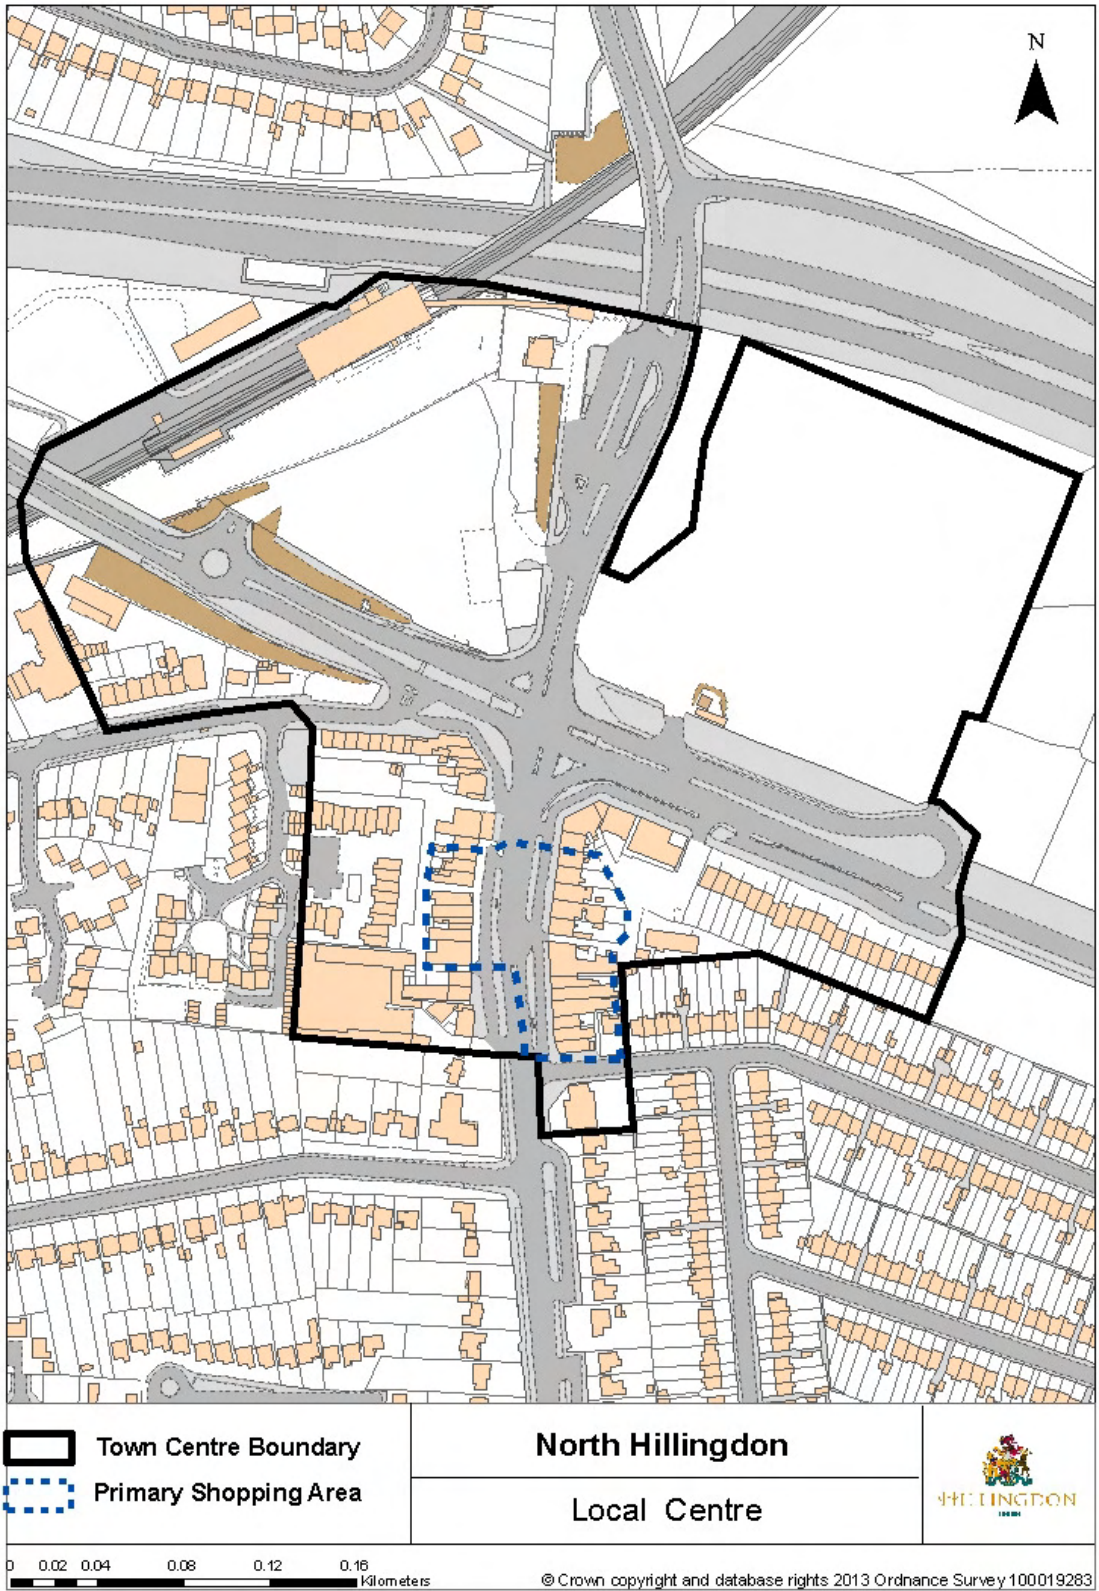 N
Town Centre Boundary
Primary Shopping Area
North Hillingdon
Local Centre
HILLINGDON
0 0.02 0.04 0.08 0.12 0.16
Kilometers
© Crown copyright and database rights 2013 Ordnance Survey 100019283